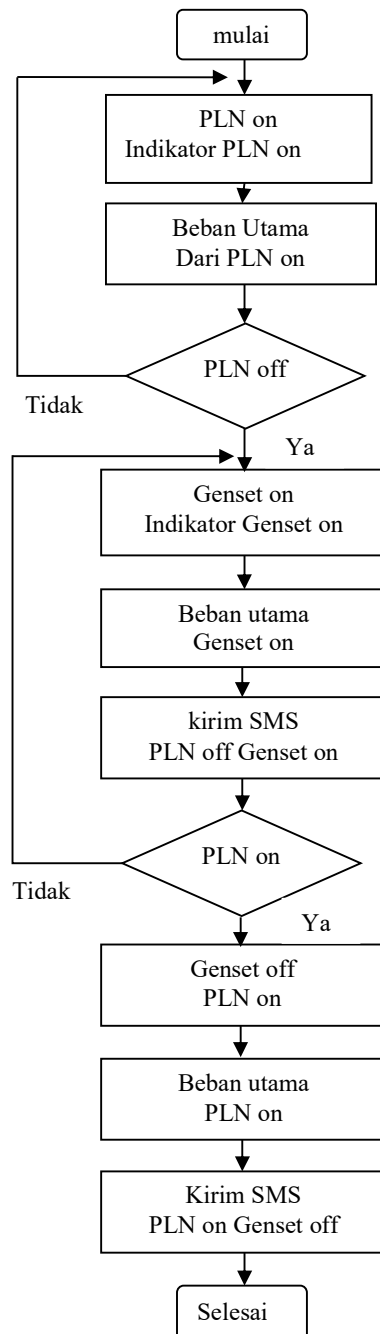 mulai
PLN on
Indikator PLN on
Beban Utama
Dari PLN on
PLN off
Tidak
Ya
Genset on
Indikator Genset on
Beban utama
Genset on
kirim SMS
PLN off Genset on
PLN on
Tidak
Ya
Genset off
PLN on
Beban utama
PLN on
Kirim SMS
PLN on Genset off
Selesai